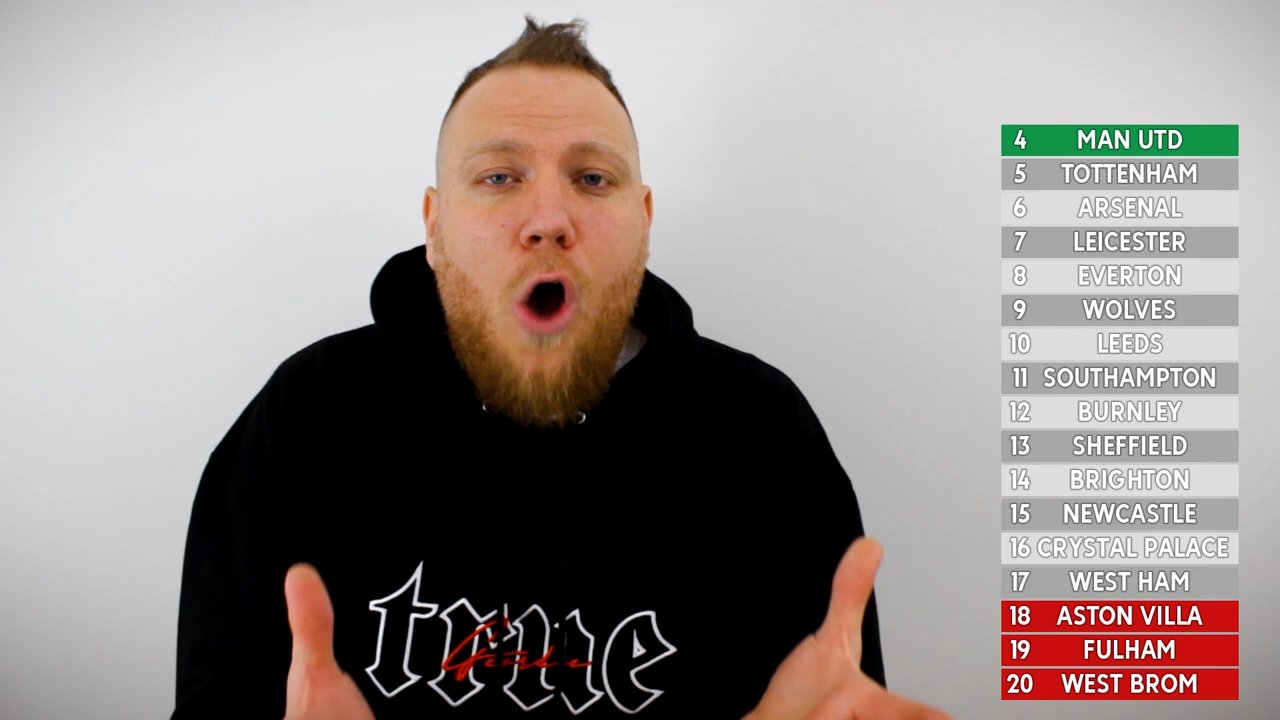 4 MAN UTD
5 TOTTENHAM
6 ARSENAL
7 LEICESTER
8 EVERTON
9 WOLVES
10 LEEDS
11 SOUTHAMPTON
12 BURNLEY
13 SHEFFIELD
14 BRIGHTON
15 NEWCASTLE
16 CRYSTAL PALACE
17 WEST HAM
18 ASTON VILLA
19 FULHAM
20 WEST BROM
true